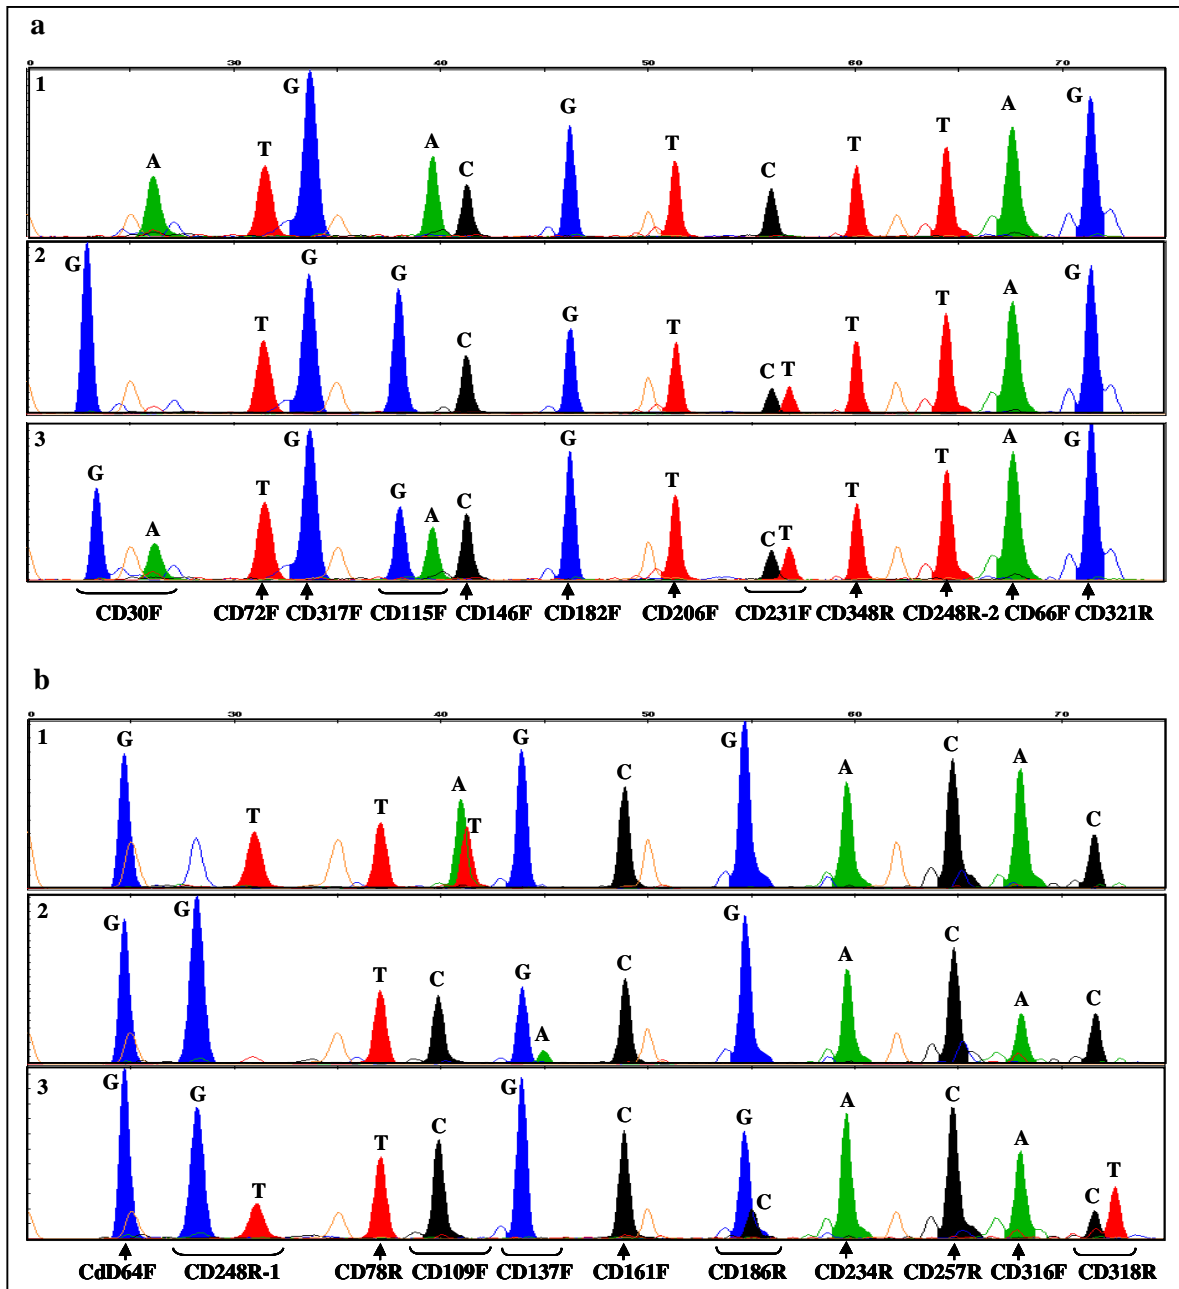 a
0 30 40 50 60 70
1 A T G A C G T C T T A G
2 G T G G C G T C T T T A G
3 G A T G G A C G T C T T T A G
CD30F CD72F CD317F CD115F CD146F CD182F CD206F CD231F CD348R CD248R-2 CD66F CD321R
b
0 30 40 50 60 70
1 G T T A T G C G A C A C
2 G G T C G A C G A C A C
3 G G T T C G C G C A C A C T
CD248R-1 CD78R CD109F CD137F CD161F CD186R CD234R CD257R CD316F CD318R